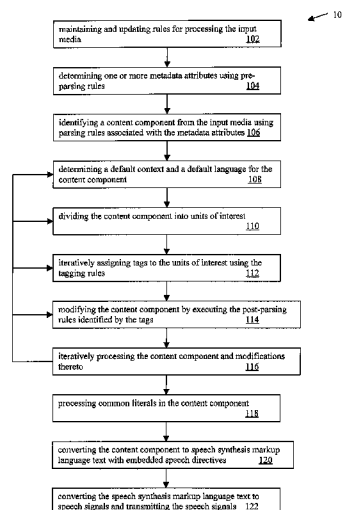 10
maintaining and updating rules for processing the input
media
102
determining one or more metadata attributes using pre-
parsing rules
104
identifying a content component from the input media using
parsing rules associated with the metadata attributes 106
determining a default context and a default language for the
content component
108
dividing the content component into units of interest
110
iteratively assigning tags to the units of interest using the
tagging rules
112
modifying the content component by executing the post-parsing
rules identified by the tags
114
iteratively processing the content component and modifications
thereto
116
processing common literals in the content component
118
converting the content component to speech synthesis markup
language text with embedded speech directives
120
converting the speech synthesis markup language text to
speech signals and transmitting the speech signals 122